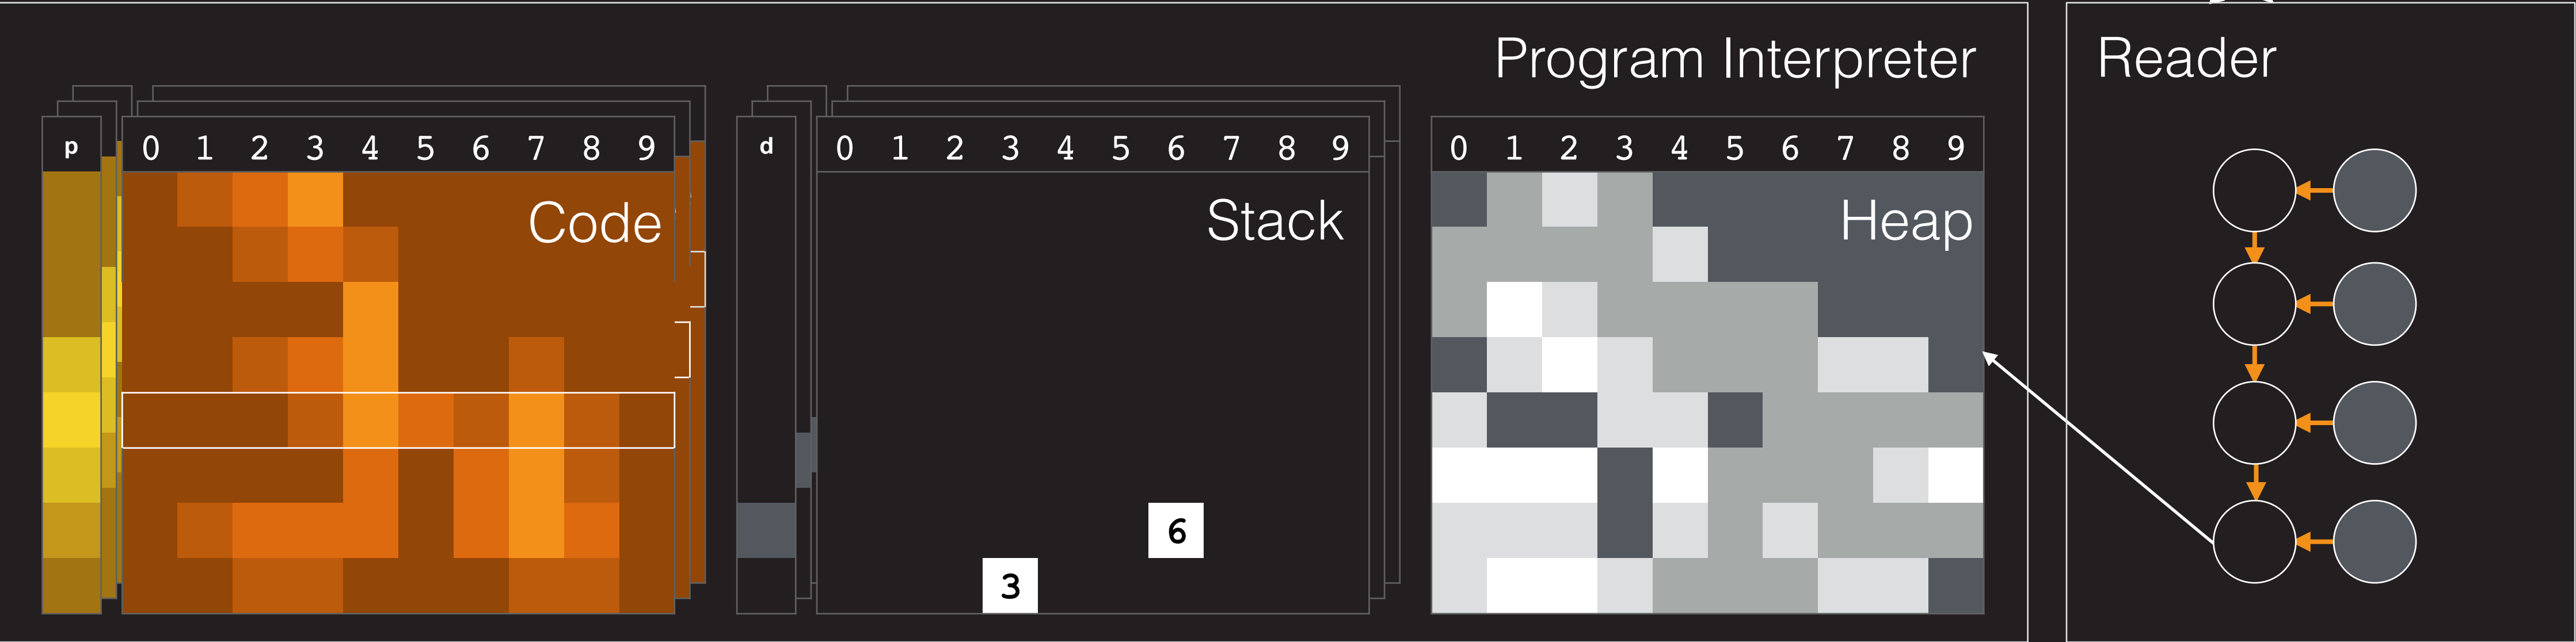 Program Interpreter
Reader
p
0 1 2 3 4 5 6 7 8 9
Code
d
0 1 2 3 4 5 6 7 8 9
Stack
6
3
0 1 2 3 4 5 6 7 8 9
Heap